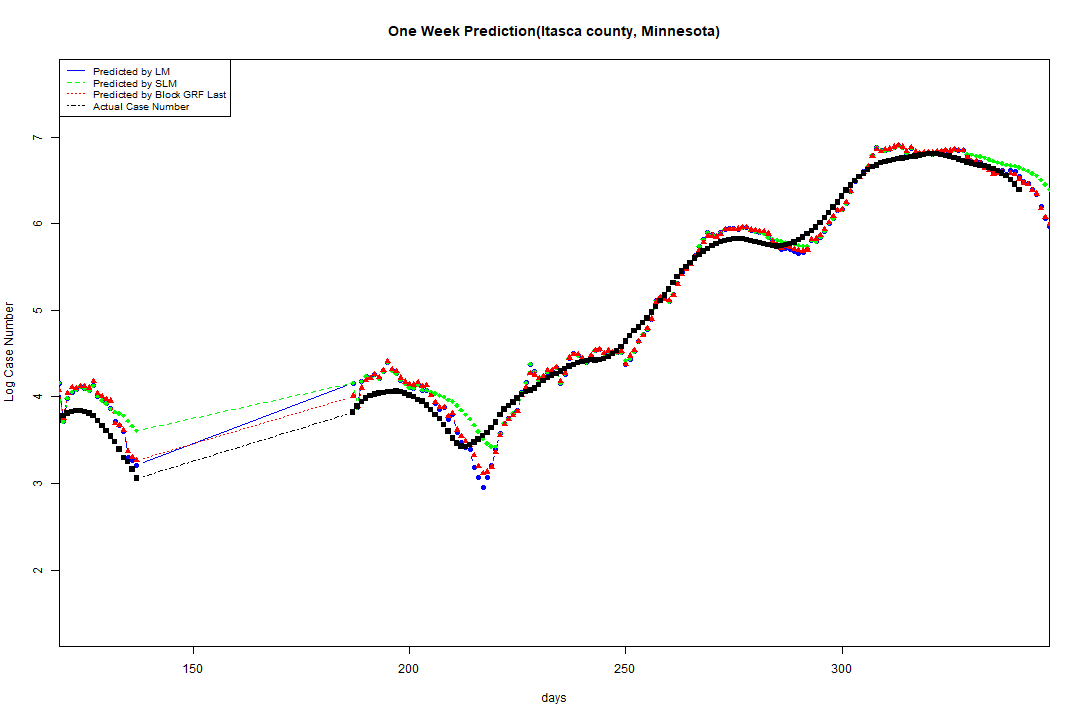 One Week Prediction(Itasca county, Minnesota)
Predicted by LM
Predicted by SLM
Predicted by Block GRF Last
Actual Case Number
Log Case Number
7
6
5
4
3
2
150 200 250 300
days